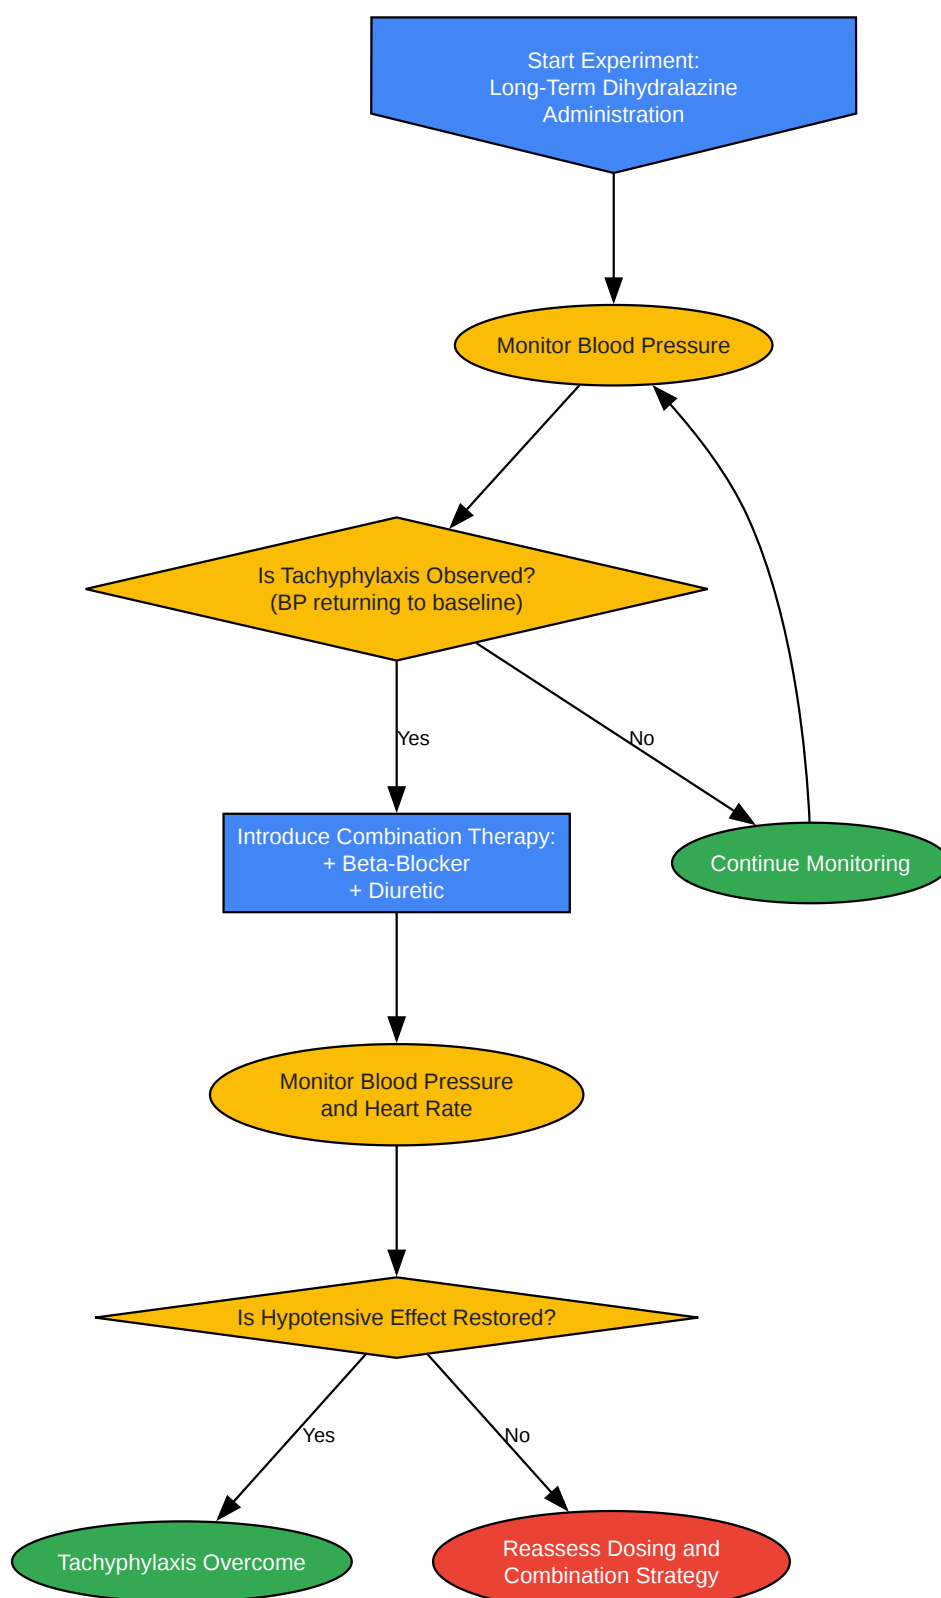 Start Experiment:
Long-Term Dihydralazine
Administration
Monitor Blood Pressure
Is Tachyphylaxis Observed?
(BP returning to baseline)
Yes
No
Introduce Combination Therapy:
+ Beta-Blocker
+ Diuretic
Continue Monitoring
Monitor Blood Pressure
and Heart Rate
Is Hypotensive Effect Restored?
Yes
No
Tachyphylaxis Overcome
Reassess Dosing and
Combination Strategy